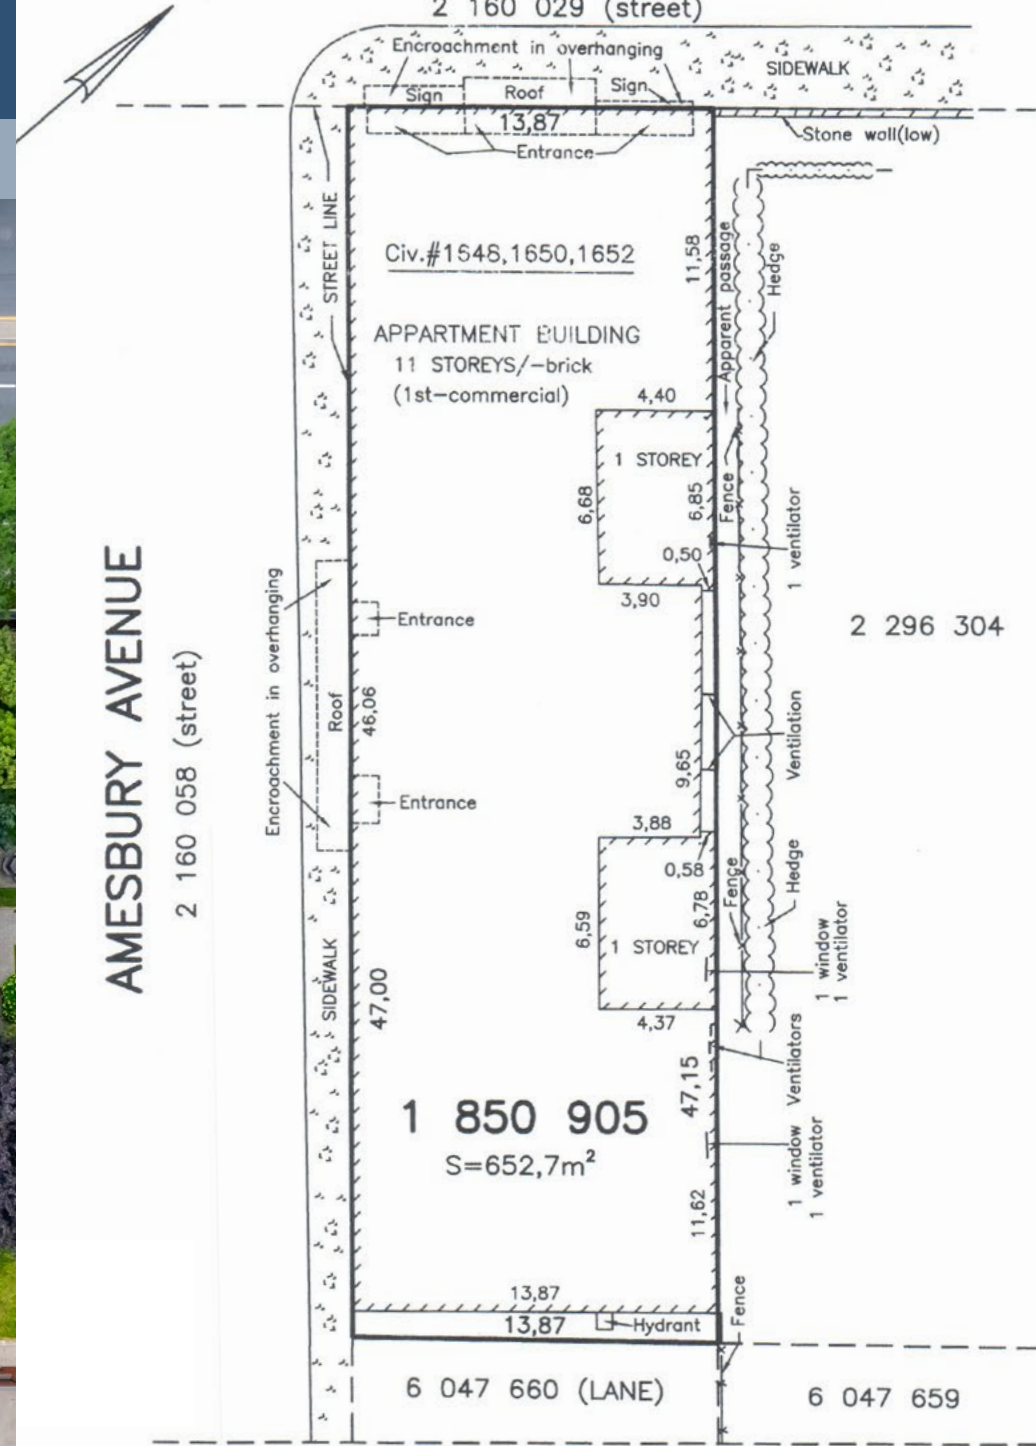 2 160 029 (street)
Encroachment in overhanging
SIDEWALK
Sign
Roof
Sign
13,87
Entrance
Stone wall(low)
STREET LINE
Civ.#1648,1650,1652
11,58
Apparent passage
Hedge
APPARTMENT BUILDING
11 STOREYS/-brick
(1st-commercial)
4,40
1 STOREY
6,68
6,85
Fence
1 ventilator
0,50
3,90
Encroachment in overhanging
Entrance
2 296 304
AMESBURY AVENUE
2 160 058 (street)
Roof
46,06
Ventilation
9,65
Entrance
3,88
0,58
Fence
Hedge
6,59
6,78
1 STOREY
1 window
1 ventilator
SIDEWALK
47,00
4,37
47,15
Ventilators
1 850 905
S=652,7m²
1 window
1 ventilator
11,62
13,87
13,87
Hydrant
Fence
6 047 660 (LANE)
6 047 659